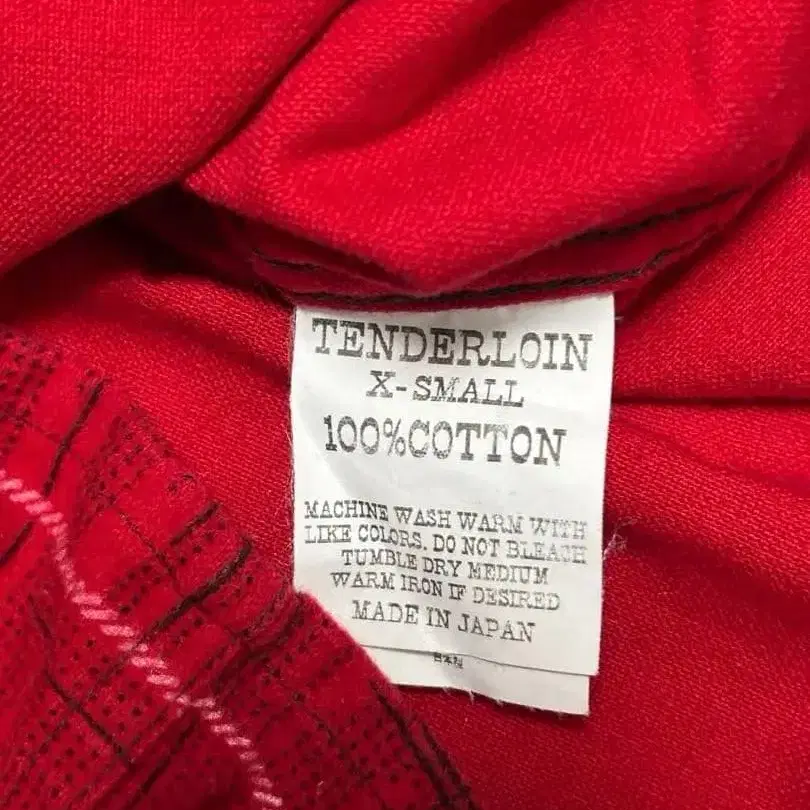 TENDERLOIN
X-SMALL
100%COTTON
MACHINE WASH WARM WITH
LIKE COLORS. DO NOT BLEACH
TUMBLE DRY MEDIUM
WARM IRON IF DESIRED
MADE IN JAPAN